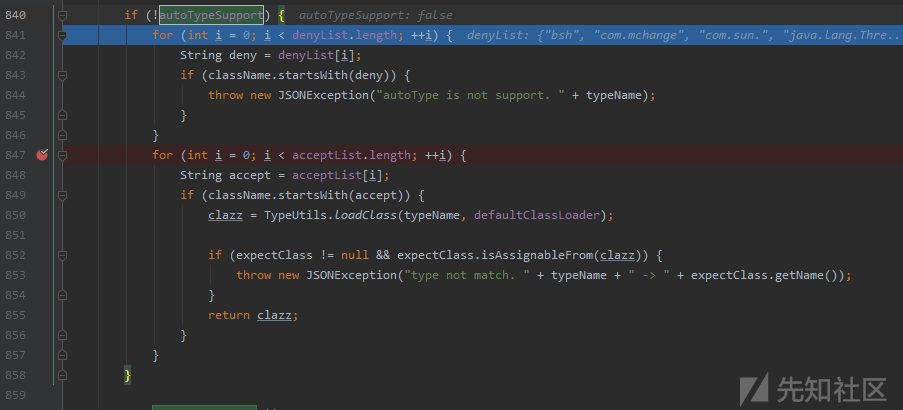 840 if (!autoTypeSupport) { autoTypeSupport: false
841 for (int i = 0; i < denyList.length; ++i) { denyList: {"bsh", "com.mchange", "com.sun.", "java.lang.Thre..
842 String deny = denyList[i];
843 if (className.startsWith(deny)) {
844 throw new JSONException("autoType is not support. " + typeName);
845 }
846 }
847 for (int i = 0; i < acceptList.length; ++i) {
848 String accept = acceptList[i];
849 if (className.startsWith(accept)) {
850 clazz = TypeUtils.loadClass(typeName, defaultClassLoader);
851
852 if (expectClass != null && expectClass.isAssignableFrom(clazz)) {
853 throw new JSONException("type not match. " + typeName + " -> " + expectClass.getName());
854 }
855 return clazz;
856 }
857 }
858 }
859
先知社区